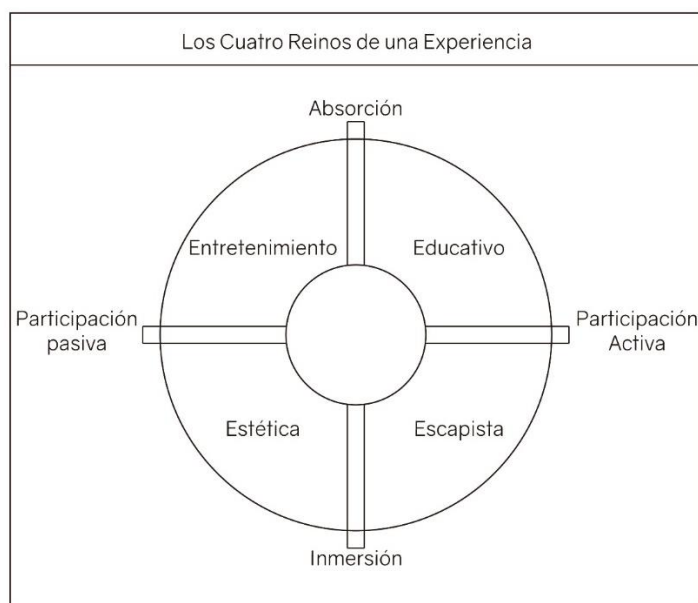 Los Cuatro Reinos de una Experiencia
Absorción
Entretenimiento
Educativo
Participación
pasiva
Participación
Activa
Estética
Escapista
Inmersión